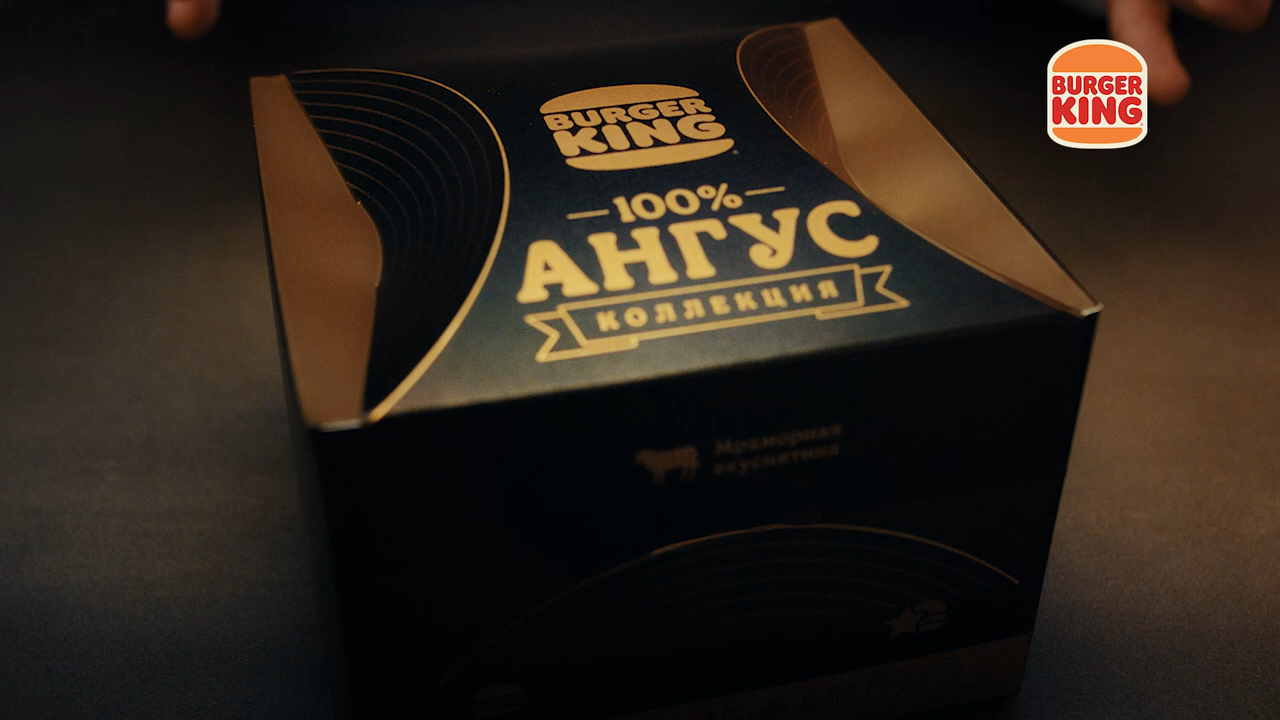 BURGER
KING
100%
АНГУС
КОЛЛЕКЦИЯ
Мраморная
вкуснятина
BURGER
KING